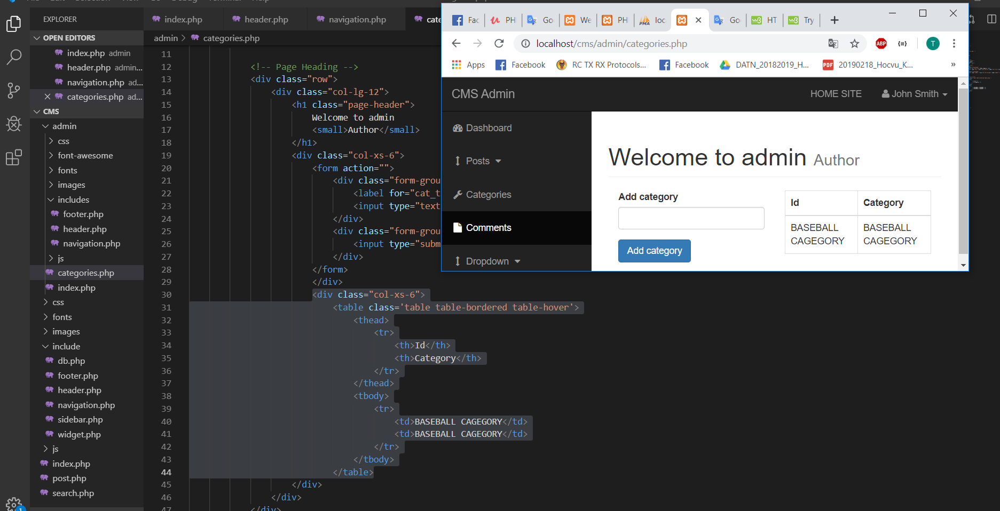 EXPLORER
OPEN EDITORS
index.php admin
header.php admin...
navigation.php ad...
categories.php ad...
CMS
admin
css
font-awesome
fonts
images
includes
footer.php
header.php
navigation.php
js
categories.php
index.php
css
fonts
images
include
db.php
footer.php
header.php
navigation.php
sidebar.php
widget.php
js
index.php
post.php
search.php
1
index.php
header.php
navigation.php
cate
admin > categories.php
11
12 <!-- Page Heading -->
13 <div class="row">
14 <div class="col-lg-12">
15 <h1 class="page-header">
16 Welcome to admin
17 <small>Author</small>
18 </h1>
19 <div class="col-xs-6">
20 <form action="">
21 <div class="form-grou
22 <label for="cat_t
23 <input type="text
24 </div>
25 <div class="form-grou
26 <input type="subm
27 </div>
28 </form>
29 </div>
30 <div class="col-xs-6">
31 <table class='table table-bordered table-hover'>
32 <thead>
33 <tr>
34 <th>Id</th>
35 <th>Category</th>
36 </tr>
37 </thead>
38 <tbody>
39 <tr>
40 <td>BASEBALL CAGEGORY</td>
41 <td>BASEBALL CAGEGORY</td>
42 </tr>
43 </tbody>
44 </table>
45 </div>
46 </div>
47 </div>
Fac
PH
Go
We
PH
PMA loc
Go
w3 HT
w3 Try
localhost/cms/admin/categories.php
ABP
T
Apps
Facebook
RC TX RX Protocols...
Facebook
DATN_20182019_H...
PDF 20190218_Hocvu_K...
»
CMS Admin
HOME SITE
John Smith
Dashboard
Posts
Categories
Comments
Dropdown
Welcome to admin Author
Add category
Add category
Id Category
BASEBALL CAGEGORY
BASEBALL CAGEGORY